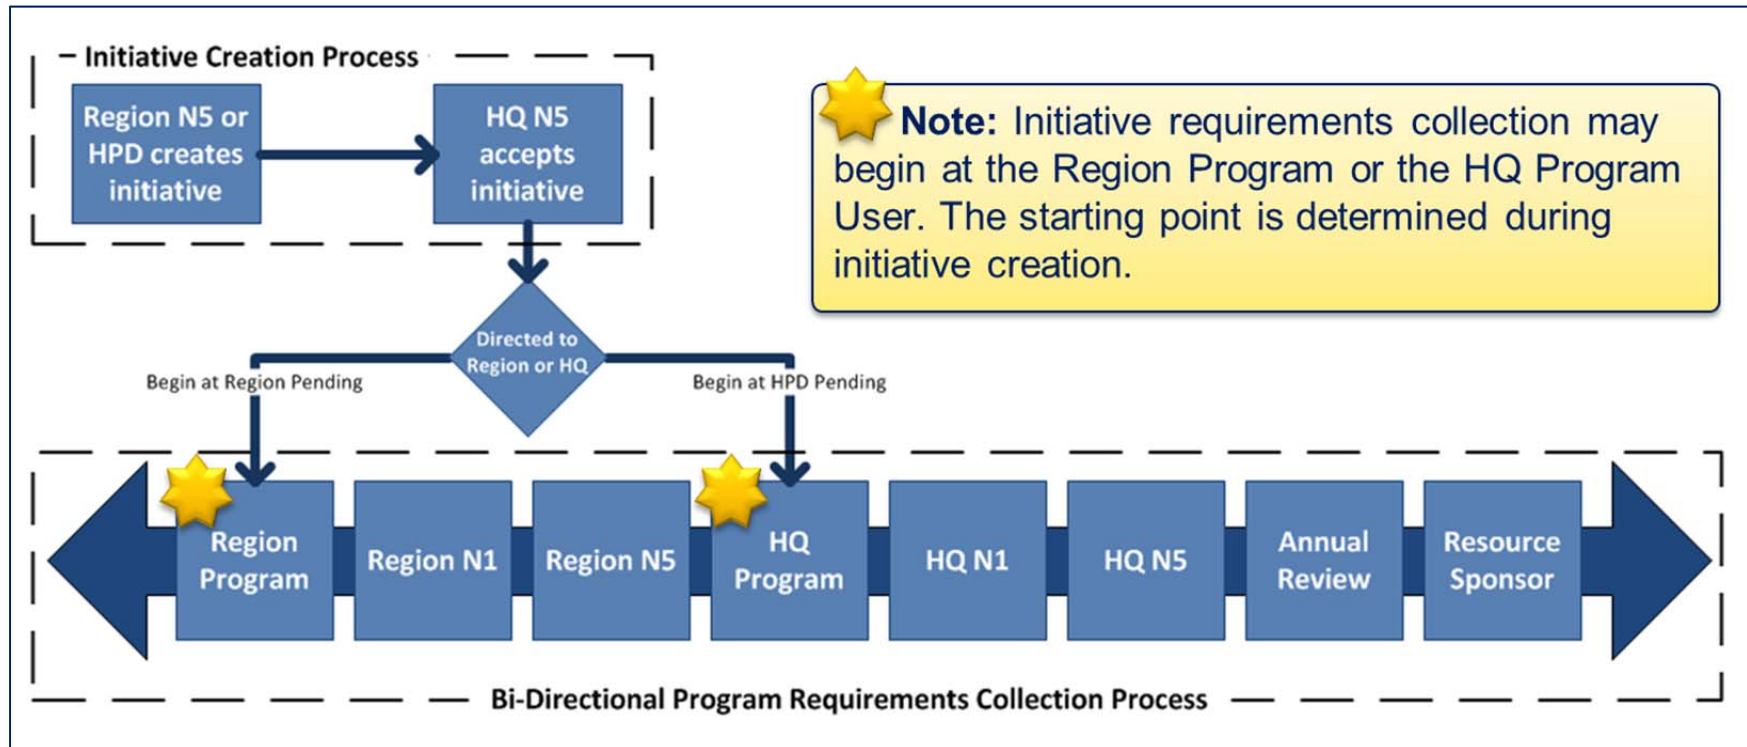 Initiative Creation Process
Region N5 or
HPD creates
initiative
HQ N5
accepts
initiative
Note: Initiative requirements collection may
begin at the Region Program or the HQ Program
User. The starting point is determined during
initiative creation.
Directed to
Region or HQ
Begin at Region Pending
Begin at HPD Pending
Region
Program
Region N1
Region N5
HQ
Program
HQ N1
HQ N5
Annual
Review
Resource
Sponsor
Bi-Directional Program Requirements Collection Process